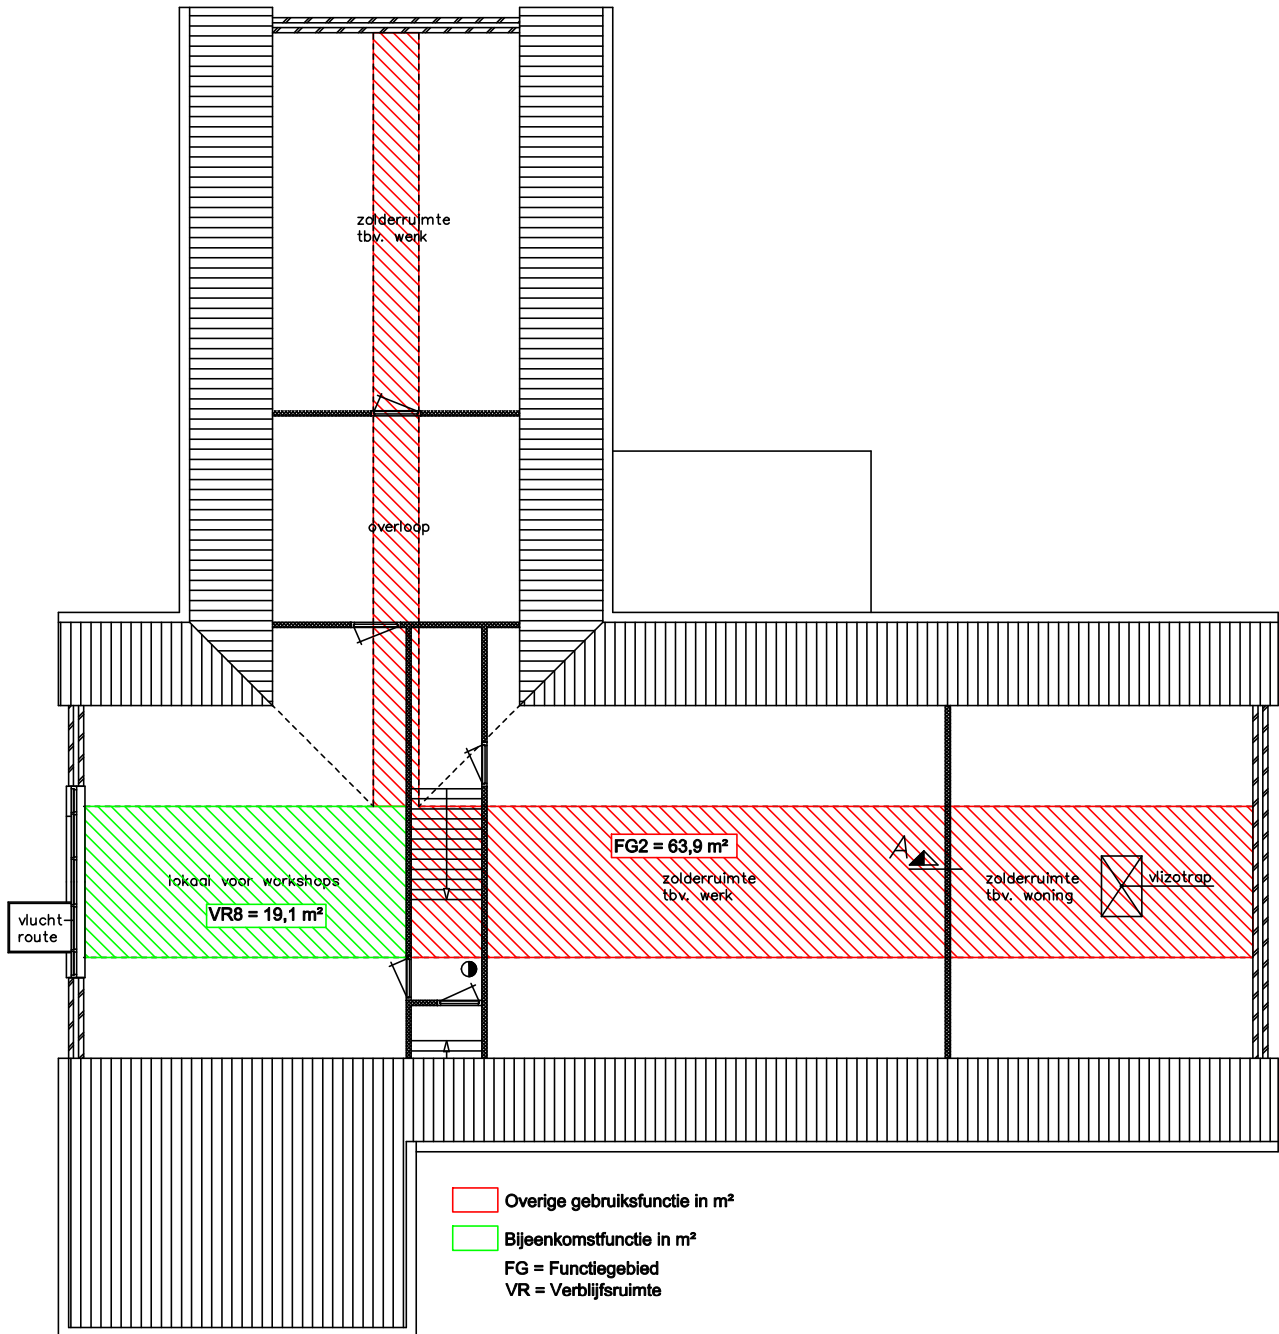 zolderruimte
tbv. werk
overloop
FG2 = 63,9 m²
A
zolderruimte
tbv. werk
zolderruimte
tbv. woning
vlizotrap
lokaal voor workshops
VR8 = 19,1 m²
vlucht
route
Overige gebruiksfunctie in m²
Bijeenkomstfunctie in m²
FG = Functiegebied
VR = Verblijfsruimte